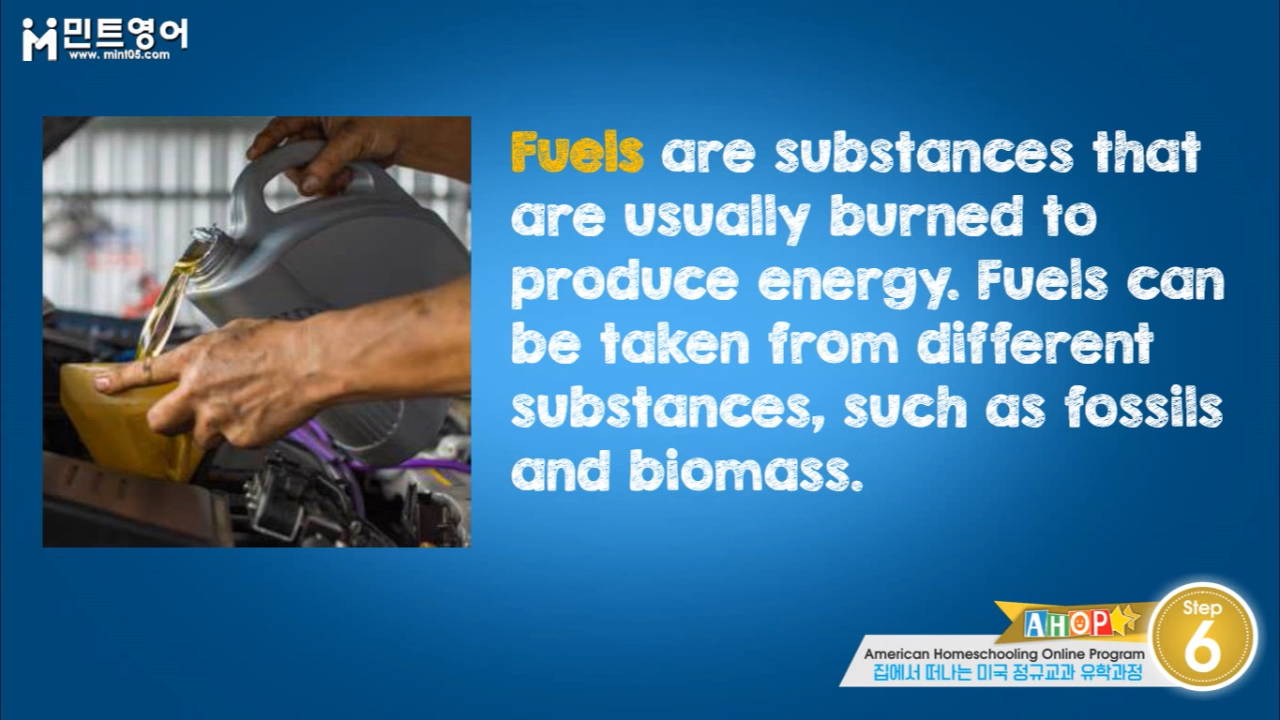 민트영어
www.mint05.com
Fuels are substances that
are usually burned to
produce energy. Fuels can
be taken from different
substances, such as fossils
and biomass.
AHOP
Step
6
American Homeschooling Online Program
집에서 떠나는 미국 정규교과 유학과정